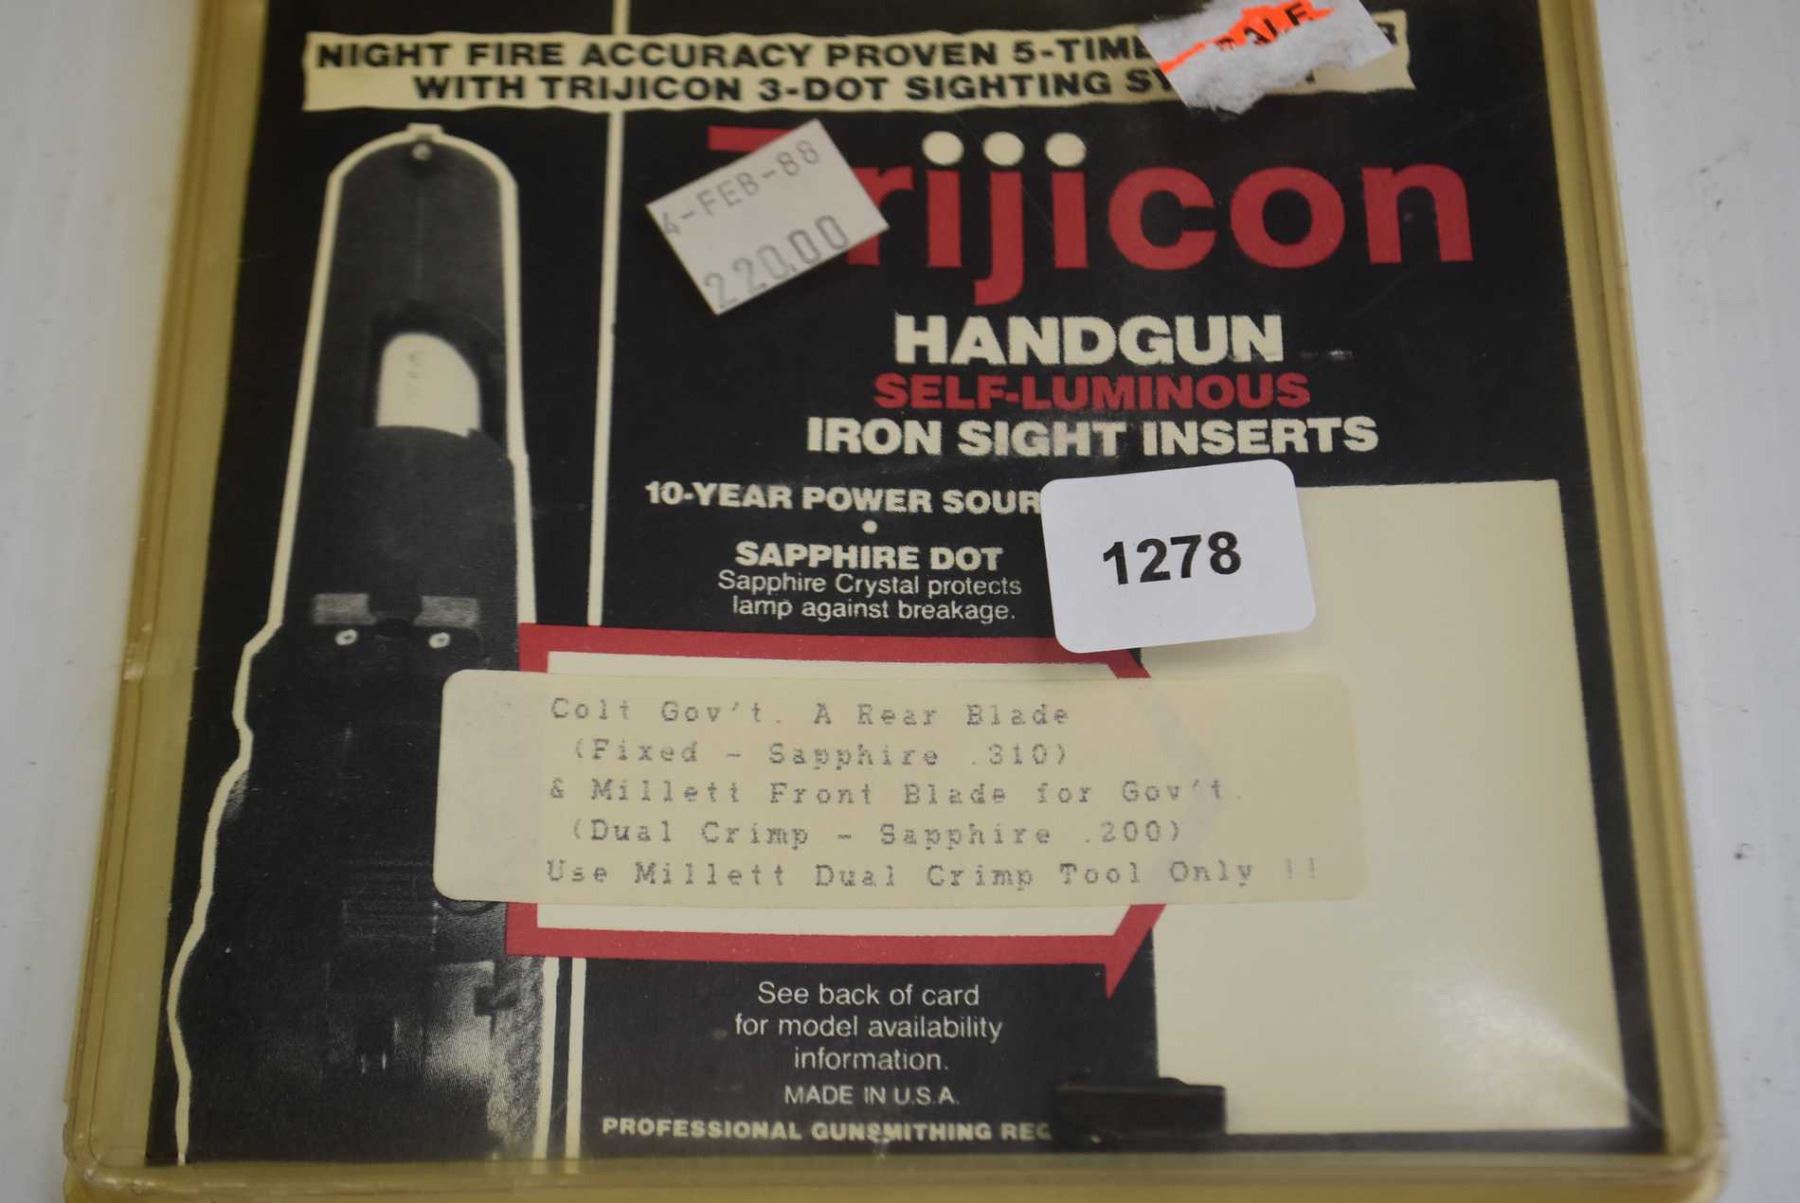 NIGHT FIRE ACCURACY PROVEN 5-TIME
WITH TRIJICON 3-DOT SIGHTING
SALE
4-FEB-88
220.00
Trijicon
HANDGUN
SELF-LUMINOUS
IRON SIGHT INSERTS
10-YEAR POWER SOUR
•
SAPPHIRE DOT
Sapphire Crystal protects
lamp against breakage.
1278
Colt Gov't. A Rear Blade
(Fixed - Sapphire .310)
& Millett Front Blade for Gov't.
(Dual Crimp - Sapphire .200)
Use Millett Dual Crimp Tool Only !!
See back of card
for model availability
information.
MADE IN U.S.A.
PROFESSIONAL GUNSMITHING REC